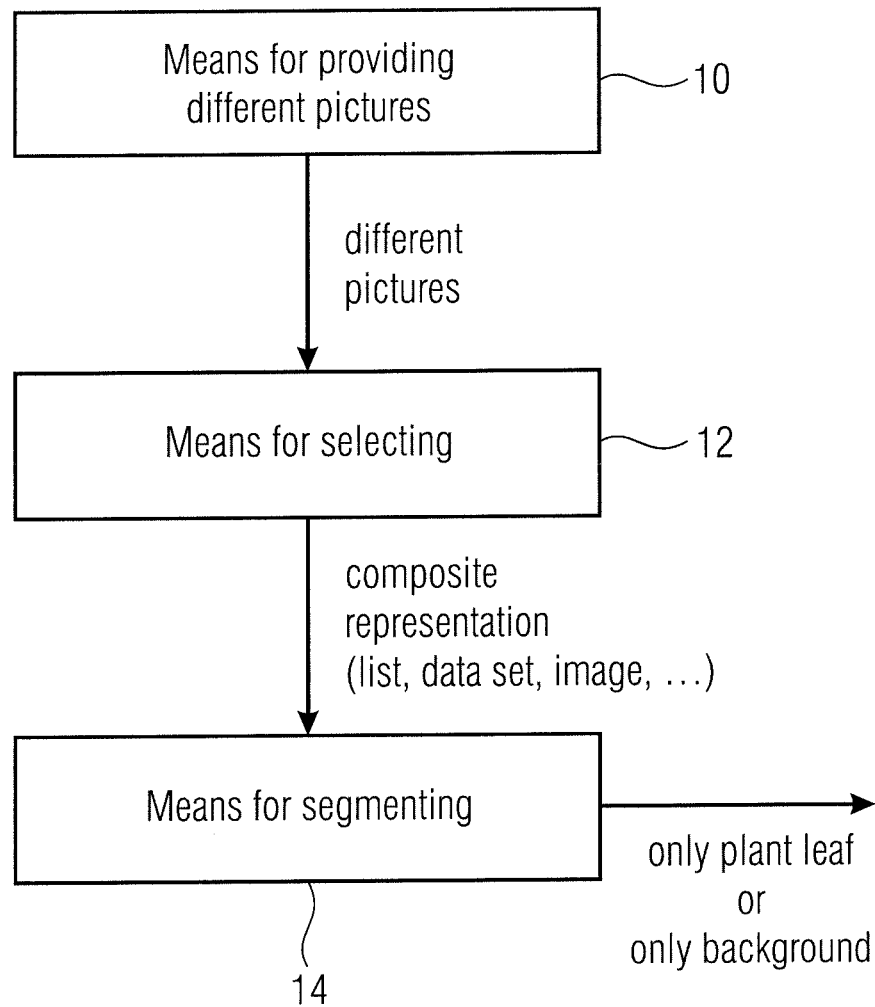 Means for providing
different pictures
10
different
pictures
Means for selecting
12
composite
representation
(list, data set, image, ...)
Means for segmenting
only plant leaf
or
only background
14